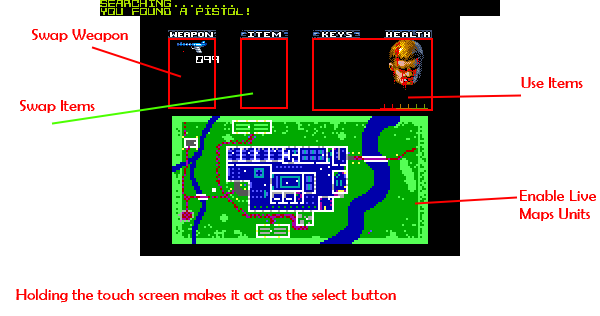 SEARCHING........
YOU FOUND A PISTOL!
Swap Weapon
WEAPON ITEM KEYS HEALTH
099
Use Items
Swap Items
Enable Live
Maps Units
Holding the touch screen makes it act as the select button